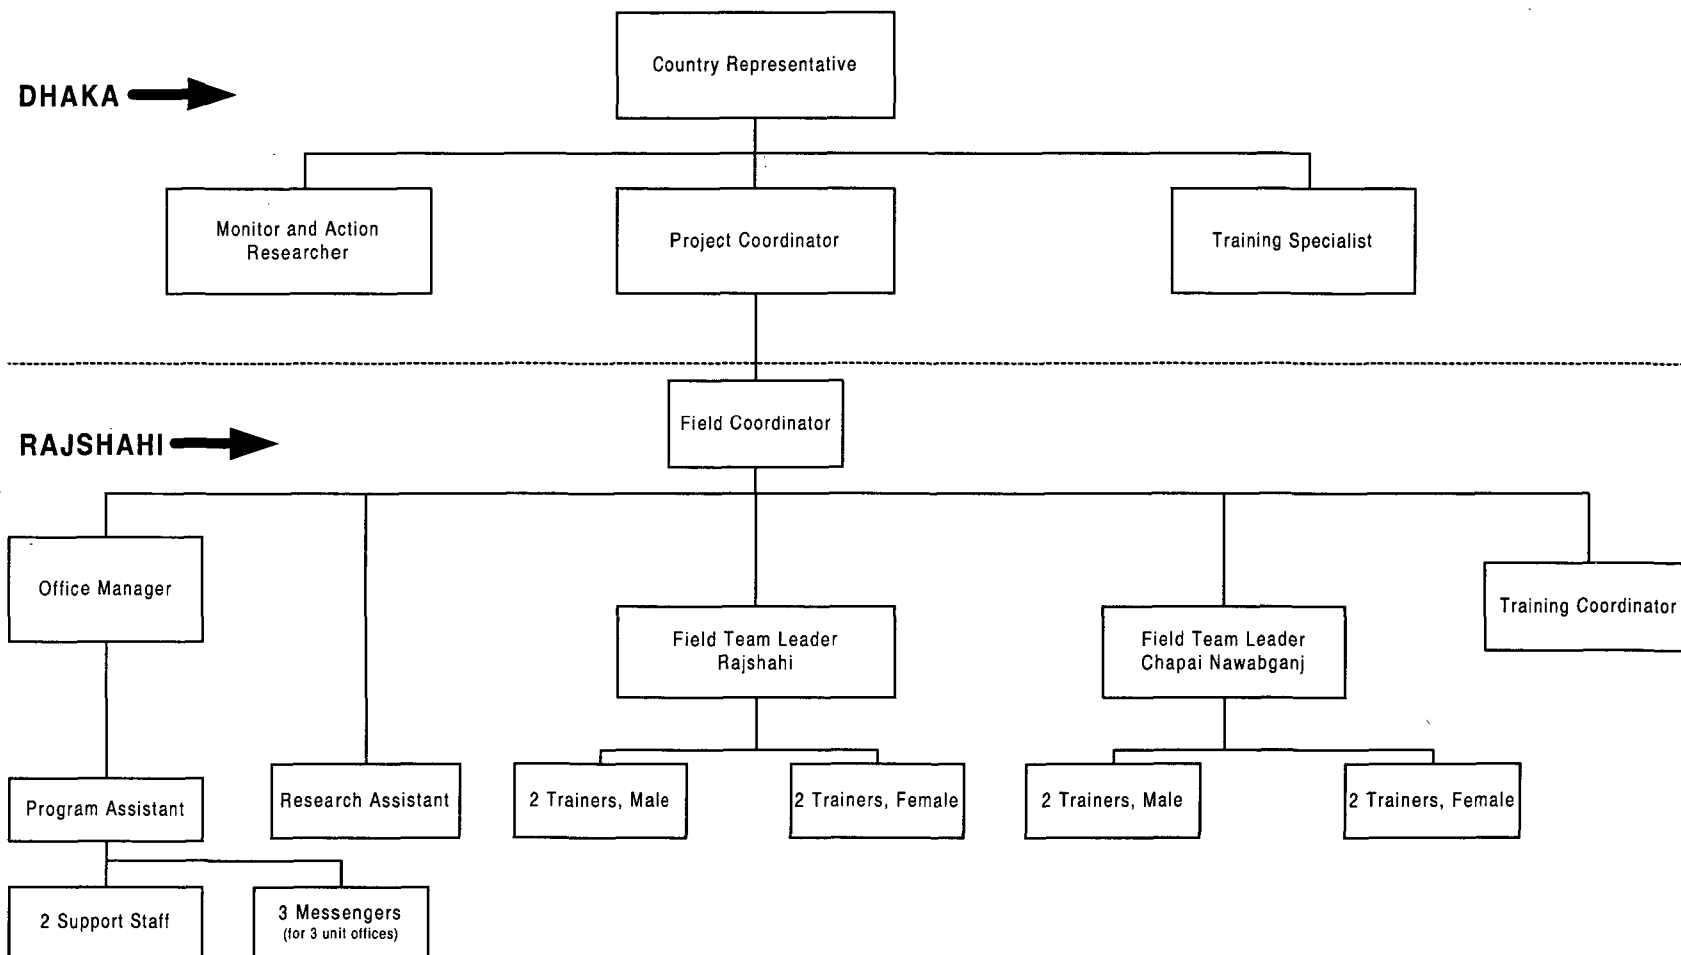 Country Representative
DHAKA
Monitor and Action
Researcher
Project Coordinator
Training Specialist
Field Coordinator
RAJSHAHI
Office Manager
Training Coordinator
Field Team Leader
Rajshahi
Field Team Leader
Chapai Nawabganj
Program Assistant
Research Assistant
2 Trainers, Male
2 Trainers, Female
2 Trainers, Male
2 Trainers, Female
2 Support Staff
3 Messengers
(for 3 unit offices)